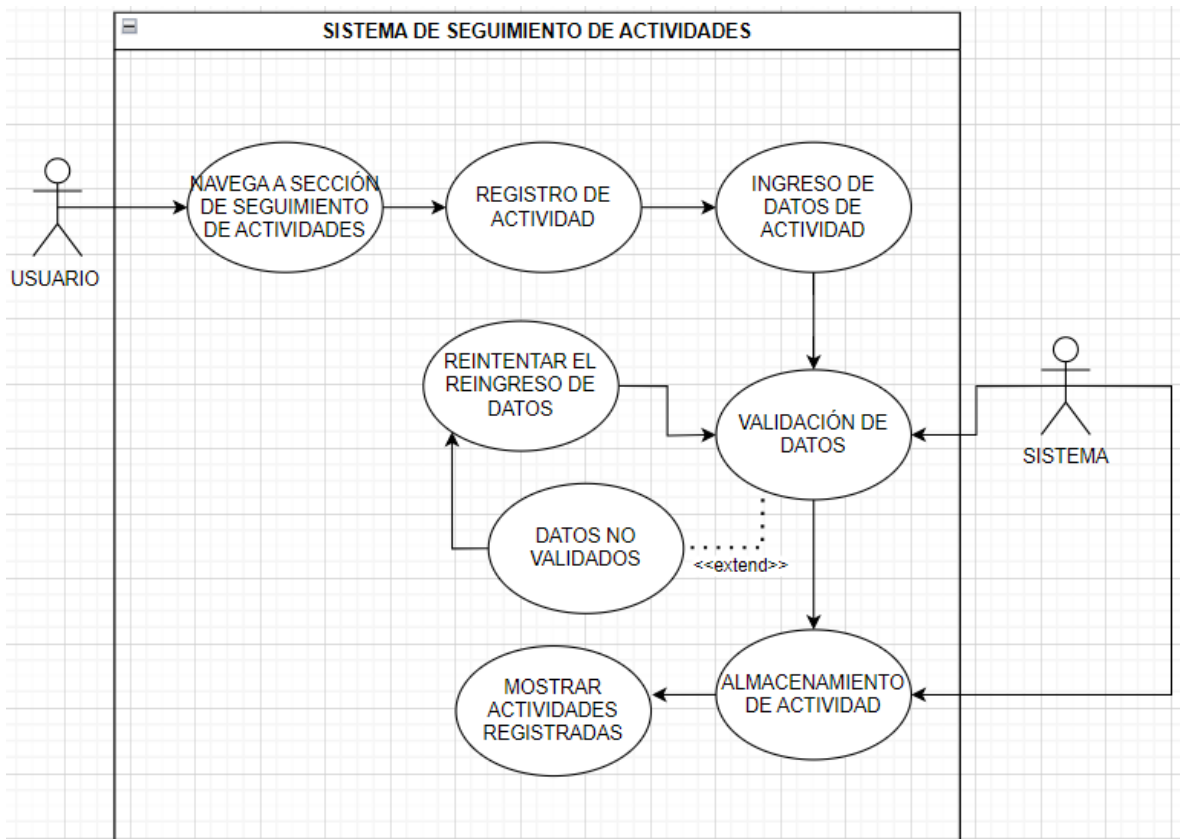 SISTEMA DE SEGUIMIENTO DE ACTIVIDADES
NAVEGA A SECCIÓN
DE SEGUIMIENTO
DE ACTIVIDADES
REGISTRO DE
ACTIVIDAD
INGRESO DE
DATOS DE
ACTIVIDAD
USUARIO
REINTENTAR EL
REINGRESO DE
DATOS
VALIDACIÓN DE
DATOS
SISTEMA
DATOS NO
VALIDADOS
<<extend>>
MOSTRAR
ACTIVIDADES
REGISTRADAS
ALMACENAMIENTO
DE ACTIVIDAD